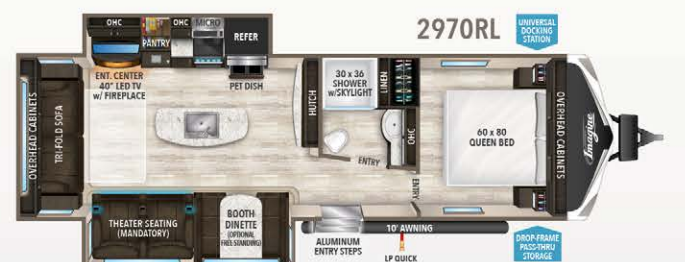 2970RL
UNIVERSAL
DOCKING
STATION
OHC
PANTRY
OHC
MICRO
REFER
ENT. CENTER
40" LED TV
w/ FIREPLACE
PET DISH
OVERHEAD CABINETS
TRI-FOLD SOFA
HUTCH
30 x 36
SHOWER
w/SKYLIGHT
LINEN
OHC
ENTRY
ENTRY
60 x 80
QUEEN BED
OVERHEAD CABINETS
Imagine
THEATER SEATING
(MANDATORY)
BOOTH
DINETTE
(OPTIONAL
FREE STANDING)
ALUMINUM
ENTRY STEPS
10' AWNING
LP QUICK
DROP-FRAME
PASS-THRU
STORAGE